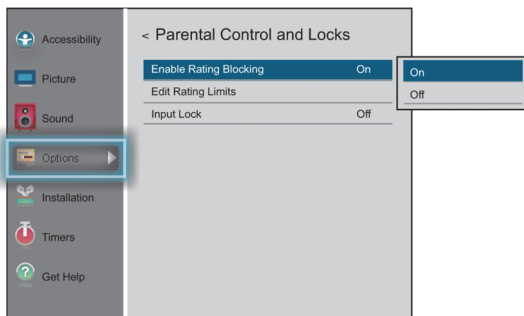 Accessibility
Picture
Sound
Options
Installation
Timers
Get Help
< Parental Control and Locks
Enable Rating Blocking On
Edit Rating Limits
Input Lock Off
On
Off